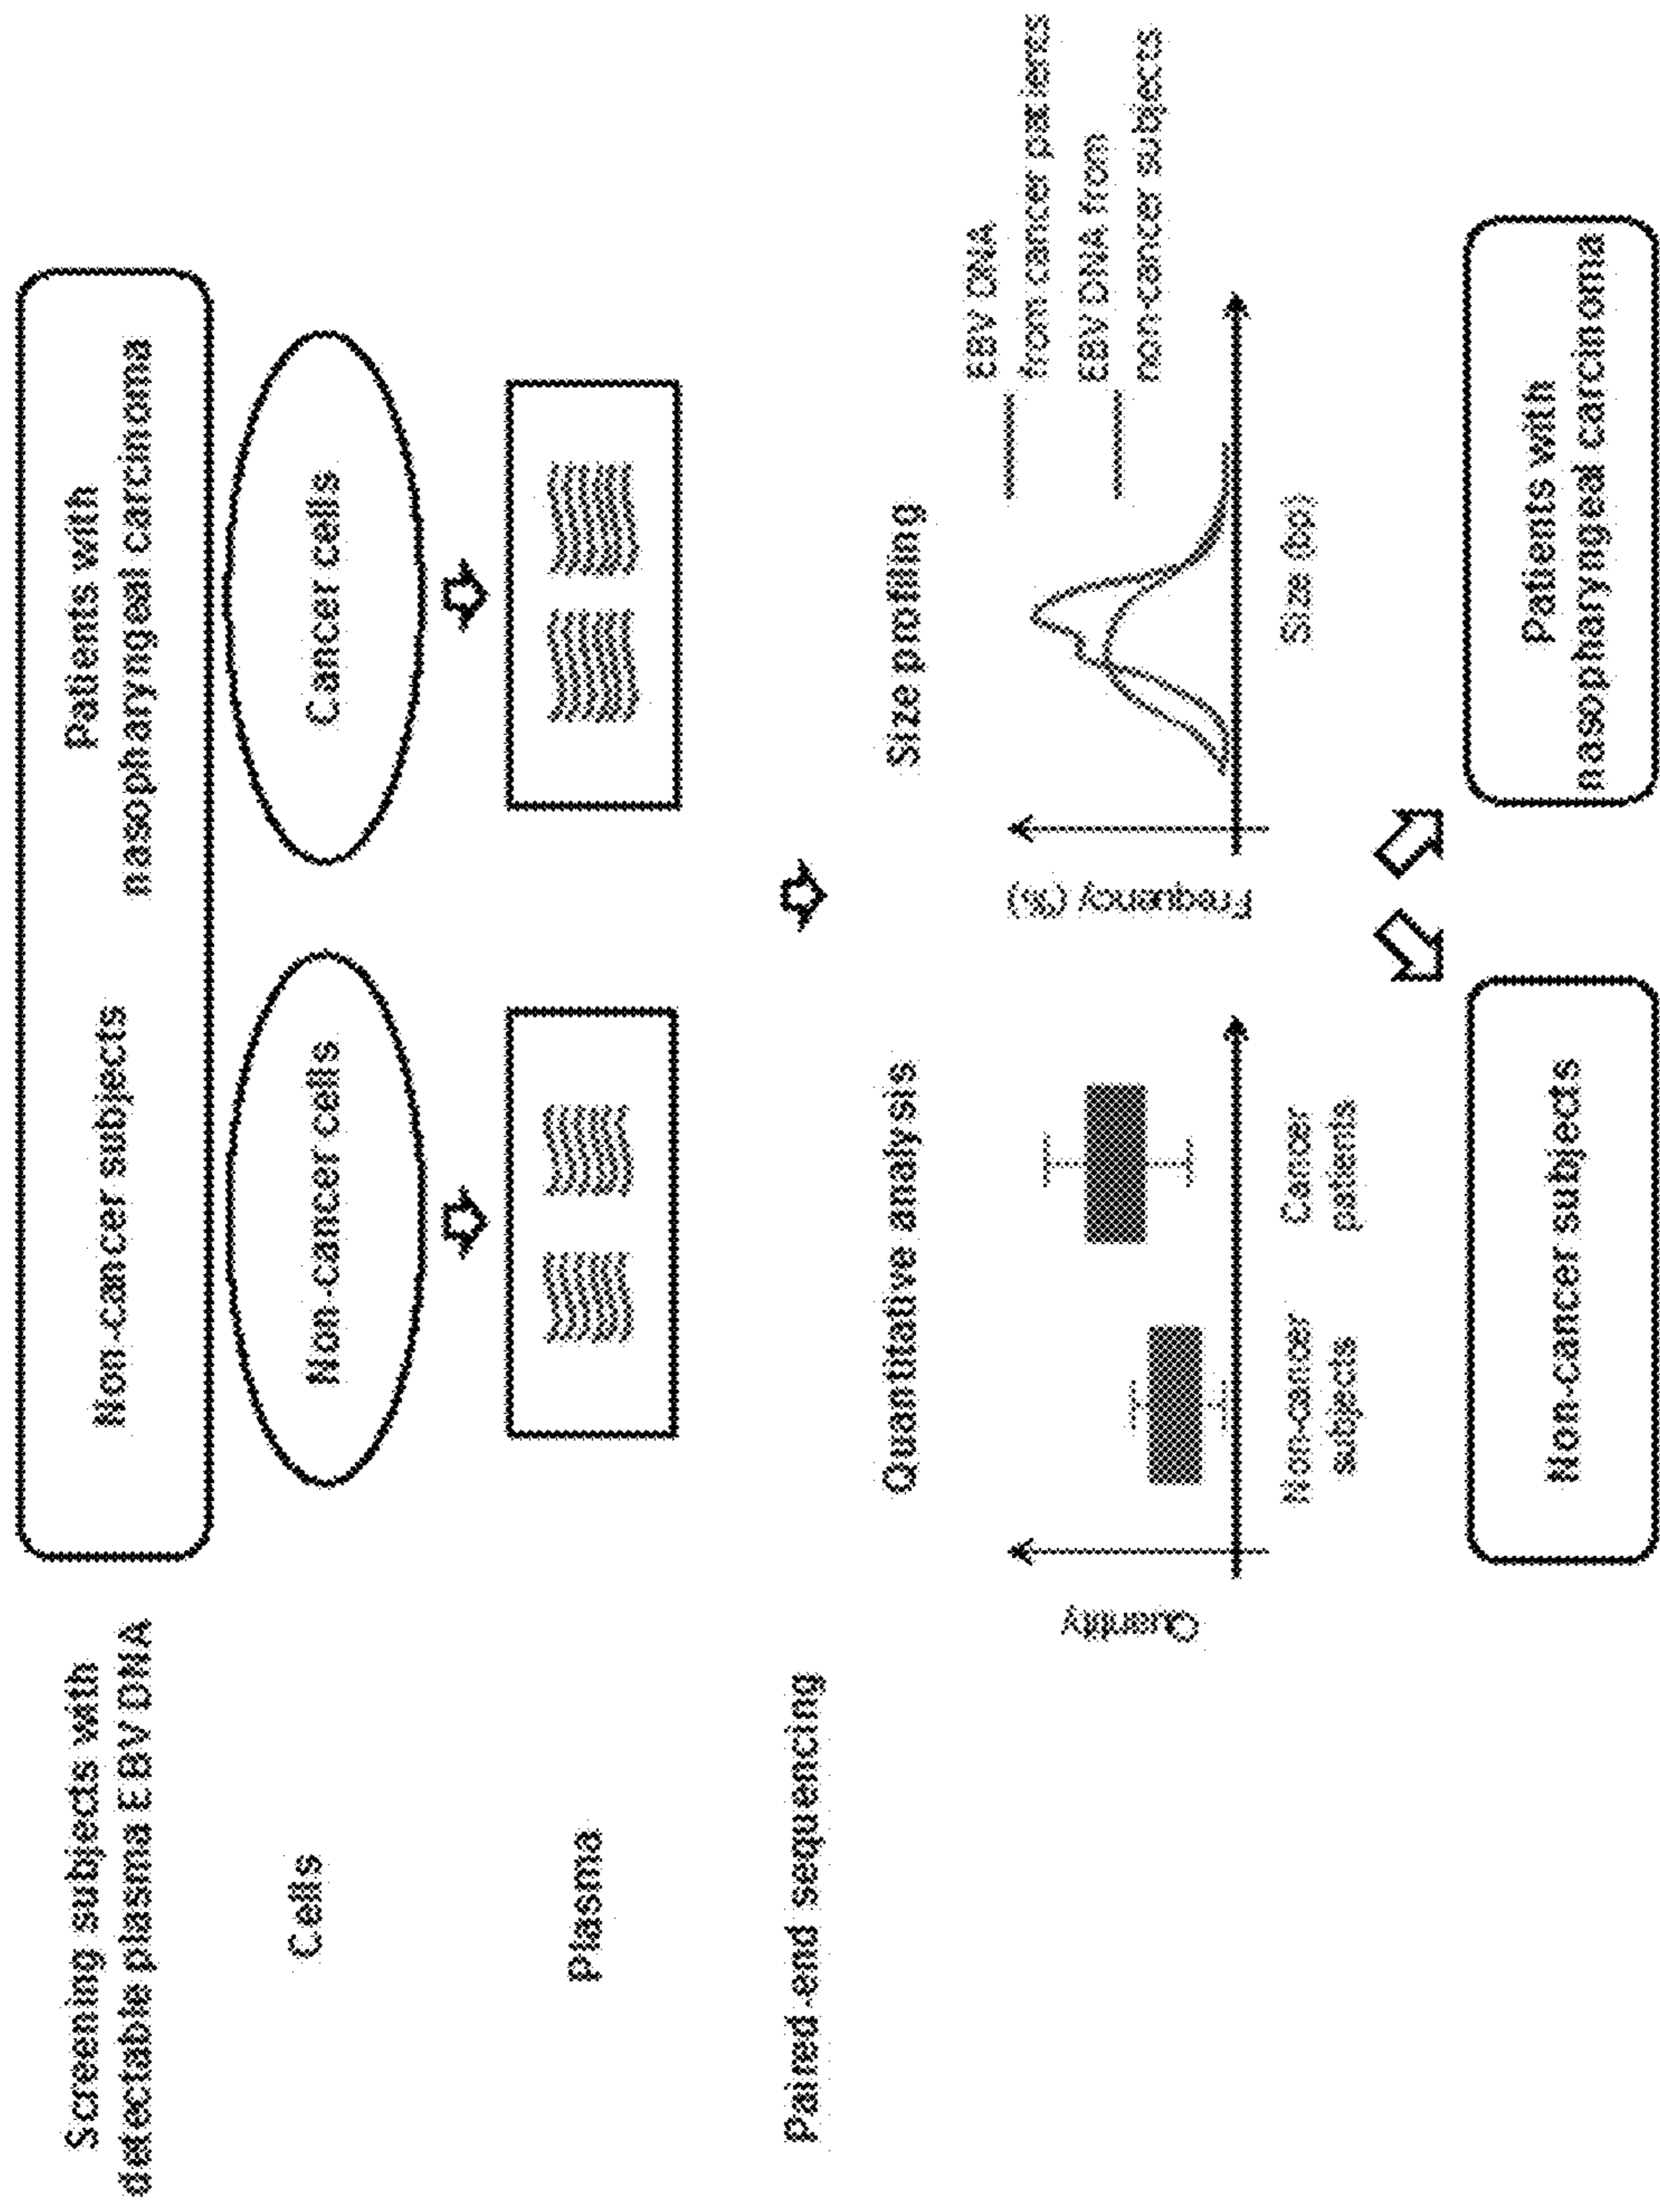 Screening subjects with
detectable plasma EBV DNA
Non-cancer subjects
Patients with
nasopharyngeal carcinoma
Cells
Non-cancer cells
Cancer cells
Plasma
Paired-end sequencing
Quantitative analysis
Quantity
Non-cancer
subjects
Cancer
patients
Size profiling
Frequency (%)
Size (bp)
EBV DNA
from cancer patients
EBV DNA from
non-cancer subjects
Non-cancer subjects
Patients with
nasopharyngeal carcinoma